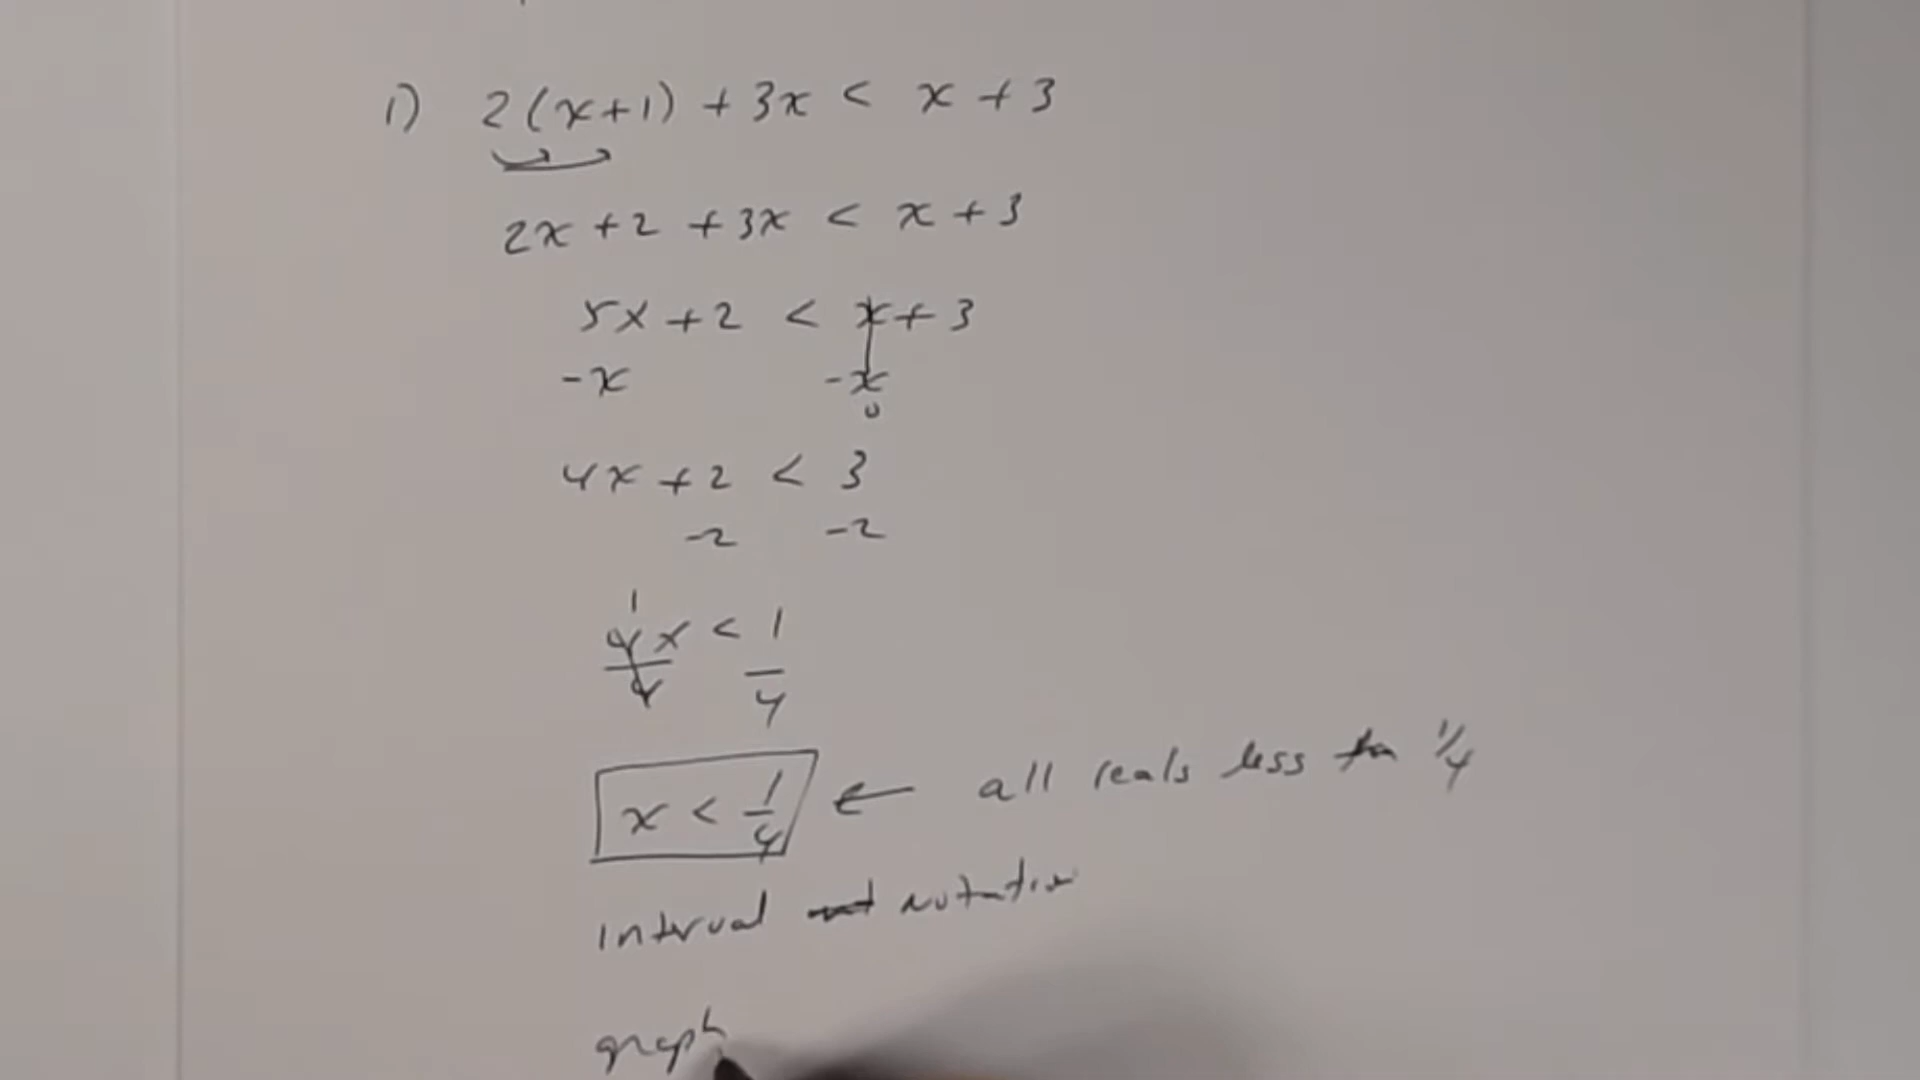 1) 2(x+1) + 3x < x + 3
2x + 2 + 3x < x + 3
5x + 2 < x + 3
-x -x
0
4x + 2 < 3
-2 -2
1
4x < 1
4 4
x < 1/4 ← all reals less than 1/4
interval notation
graph